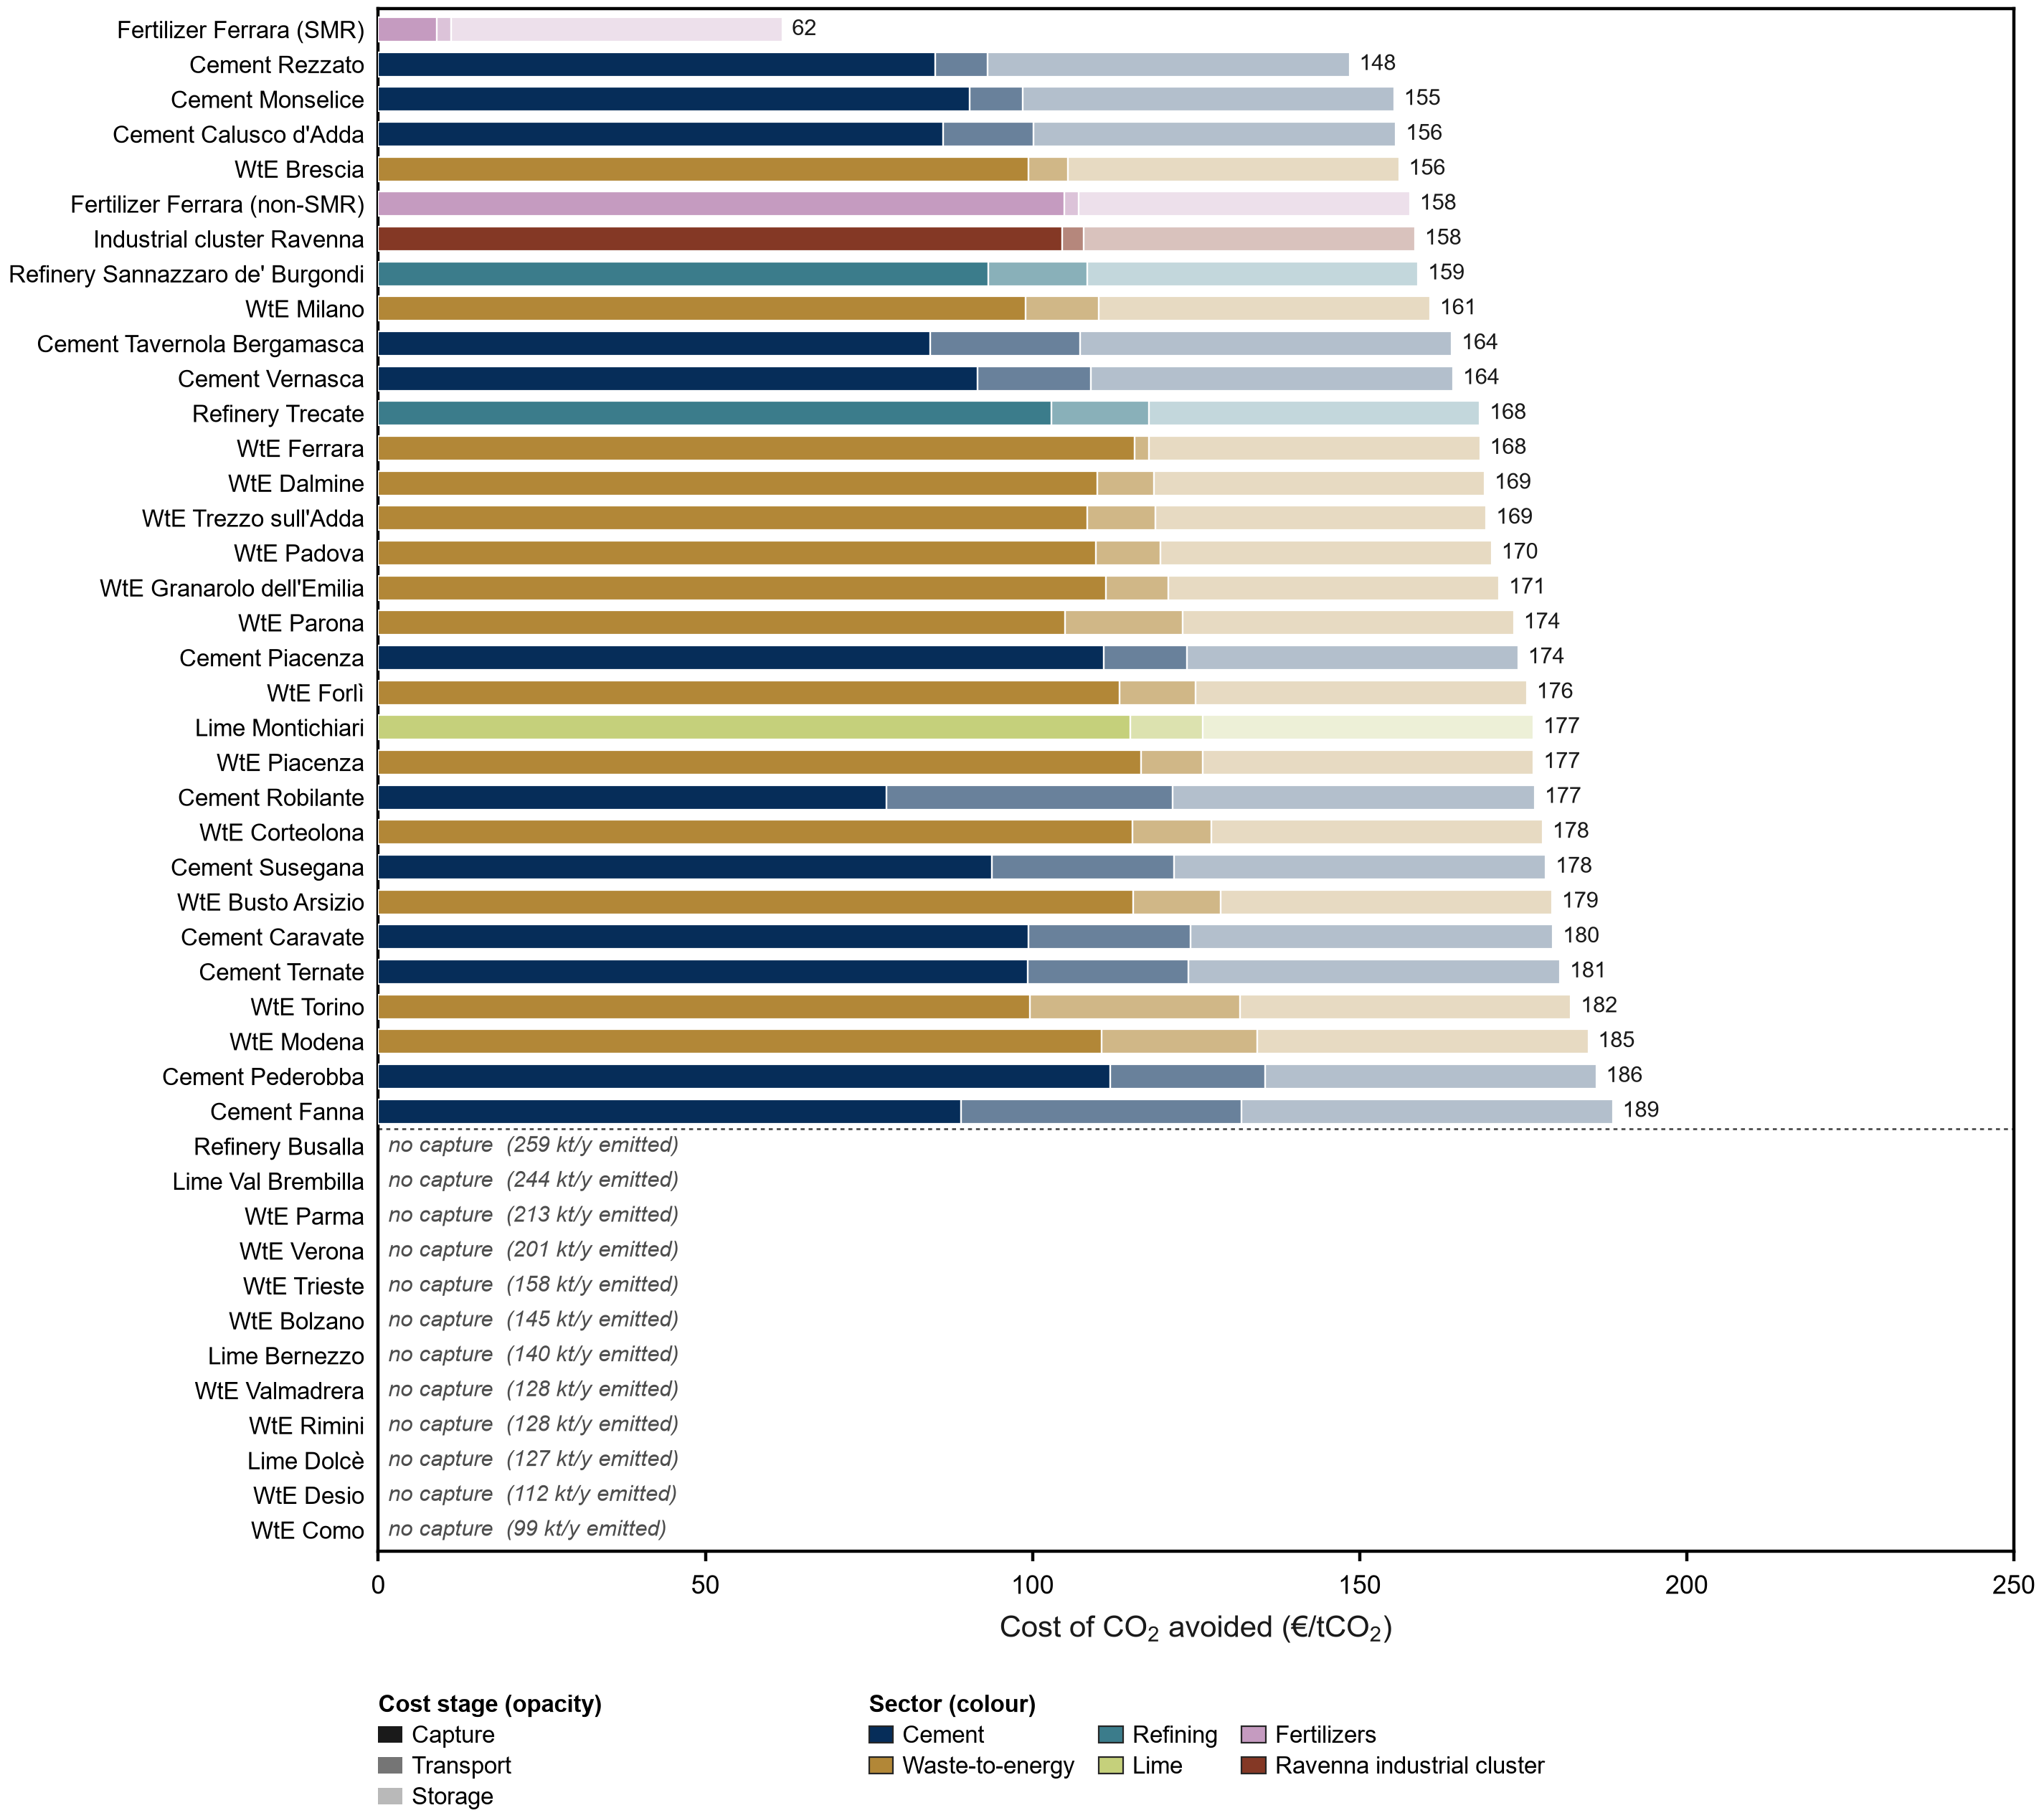 Fertilizer Ferrara (SMR) 62
Cement Rezzato 148
Cement Monselice 155
Cement Calusco d'Adda 156
WtE Brescia 156
Fertilizer Ferrara (non-SMR) 158
Industrial cluster Ravenna 158
Refinery Sannazzaro de' Burgondi 159
WtE Milano 161
Cement Tavernola Bergamasca 164
Cement Vernasca 164
Refinery Trecate 168
WtE Ferrara 168
WtE Dalmine 169
WtE Trezzo sull'Adda 169
WtE Padova 170
WtE Granarolo dell'Emilia 171
WtE Parona 174
Cement Piacenza 174
WtE Forlì 176
Lime Montichiari 177
WtE Piacenza 177
Cement Robilante 177
WtE Corteolona 178
Cement Susegana 178
WtE Busto Arsizio 179
Cement Caravate 180
Cement Ternate 181
WtE Torino 182
WtE Modena 185
Cement Pederobba 186
Cement Fanna 189
Refinery Busalla no capture (259 kt/y emitted)
Lime Val Brembilla no capture (244 kt/y emitted)
WtE Parma no capture (213 kt/y emitted)
WtE Verona no capture (201 kt/y emitted)
WtE Trieste no capture (158 kt/y emitted)
WtE Bolzano no capture (145 kt/y emitted)
Lime Bernezzo no capture (140 kt/y emitted)
WtE Valmadrera no capture (128 kt/y emitted)
WtE Rimini no capture (128 kt/y emitted)
Lime Dolcè no capture (127 kt/y emitted)
WtE Desio no capture (112 kt/y emitted)
WtE Como no capture (99 kt/y emitted)
0 50 100 150 200 250
Cost of CO₂ avoided (€/tCO₂)
Cost stage (opacity)
Capture
Transport
Storage
Sector (colour)
Cement Refining Fertilizers
Waste-to-energy Lime Ravenna industrial cluster